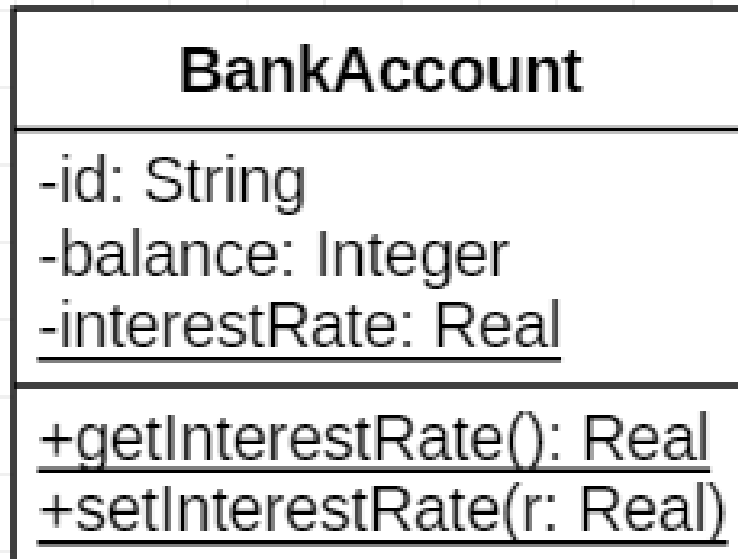 BankAccount
-id: String
-balance: Integer
-interestRate: Real
+getInterestRate(): Real
+setInterestRate(r: Real)